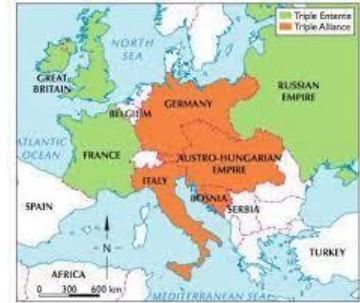 Triple Entente
Triple Alliance
NORTH
SEA
GREAT
BRITAIN
RUSSIAN
EMPIRE
GERMANY
BELGIUM
ATLANTIC
OCEAN
FRANCE
AUSTRO-HUNGARIAN
EMPIRE
ITALY
BOSNIA
SERBIA
SPAIN
N
TURKEY
AFRICA
0 300 600 km
MEDITERRANEAN SEA